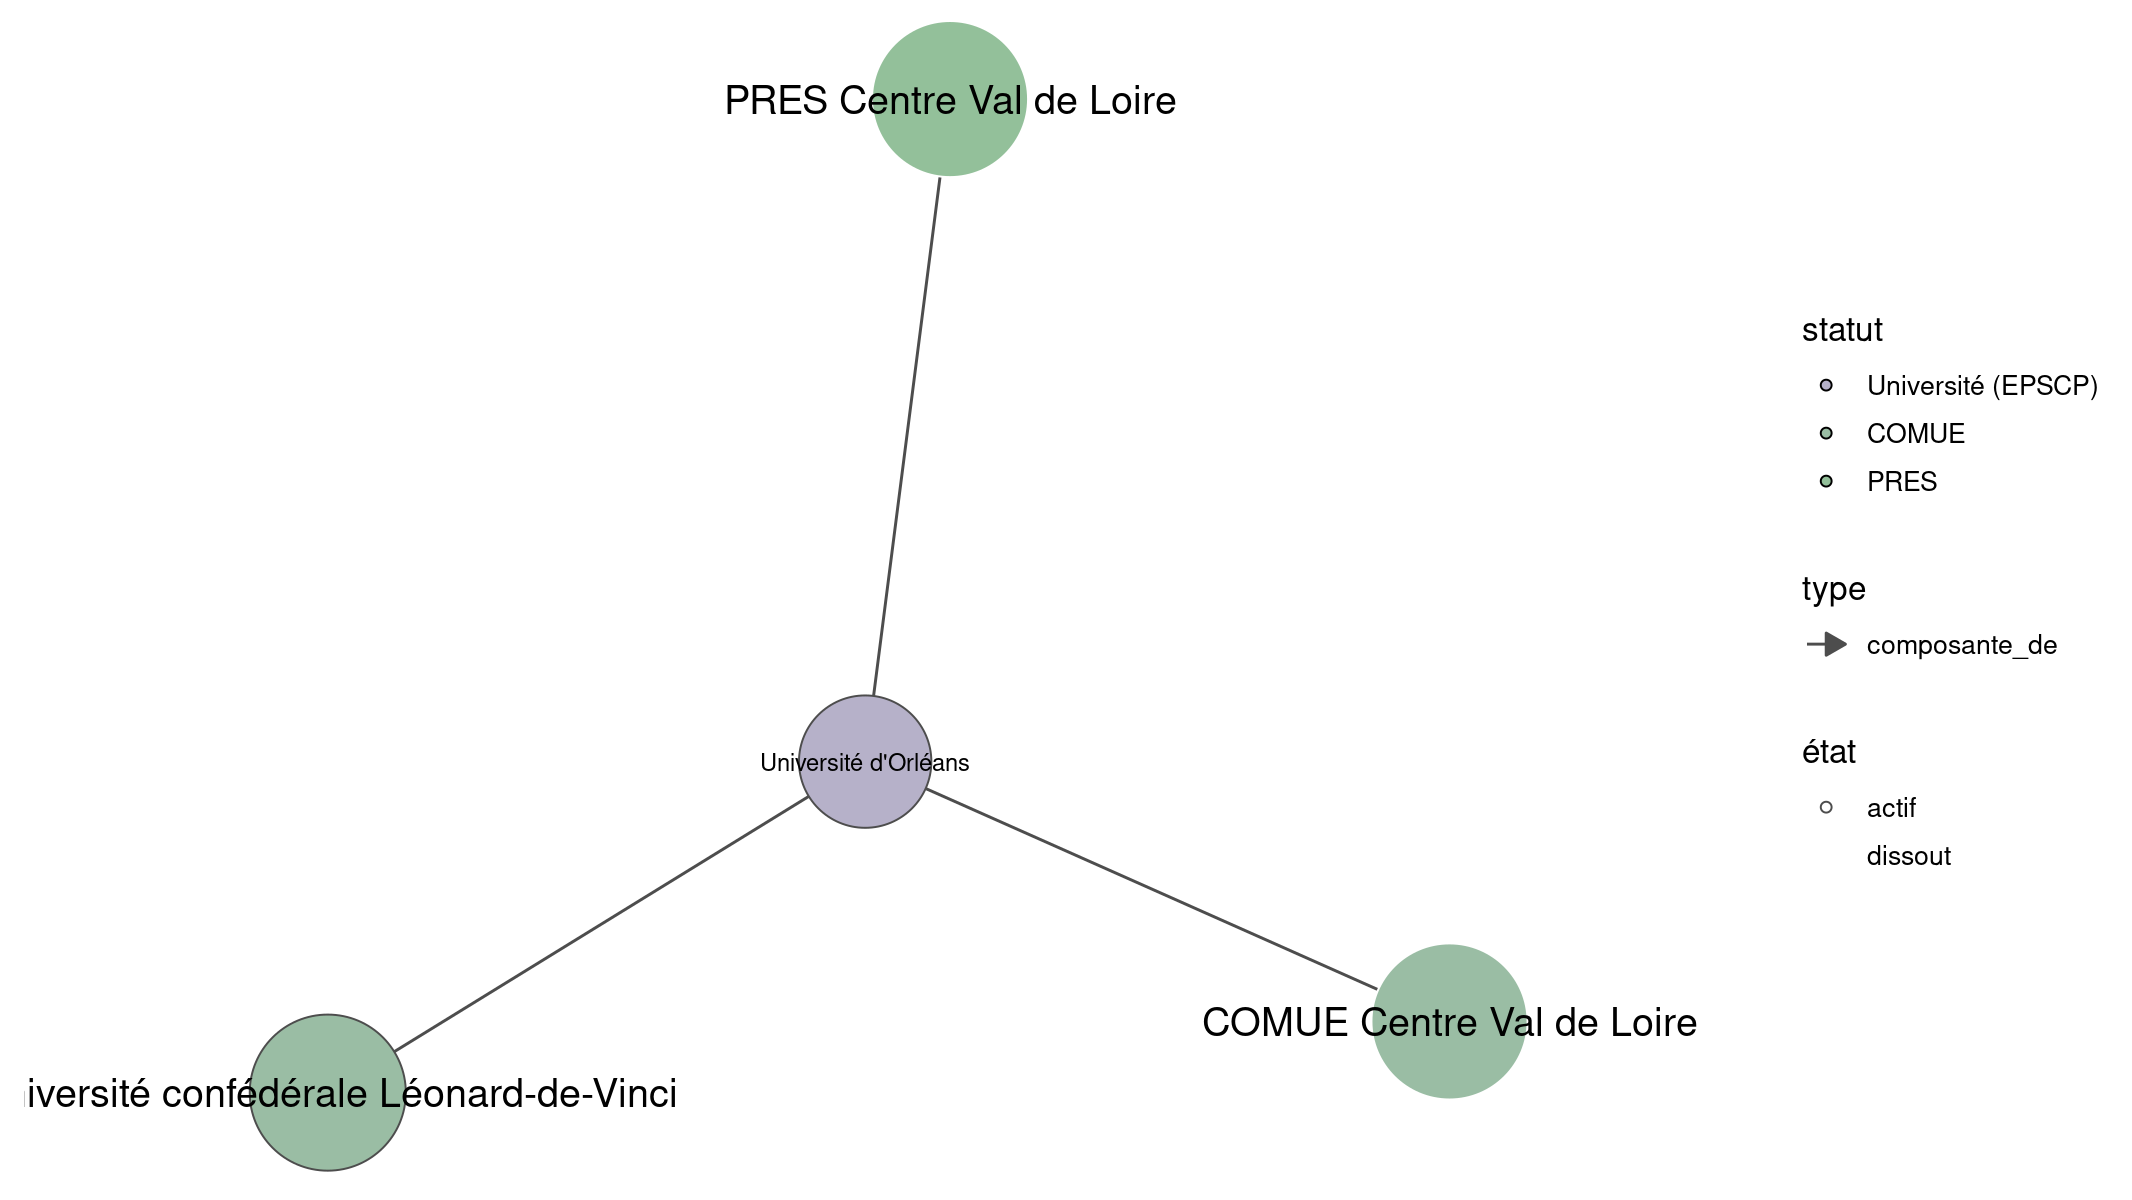 PRES Centre Val de Loire
statut
Université (EPSCP)
COMUE
PRES
type
composante_de
Université d'Orléans
état
actif
dissout
COMUE Centre Val de Loire
iversité confédérale Léonard-de-Vinci